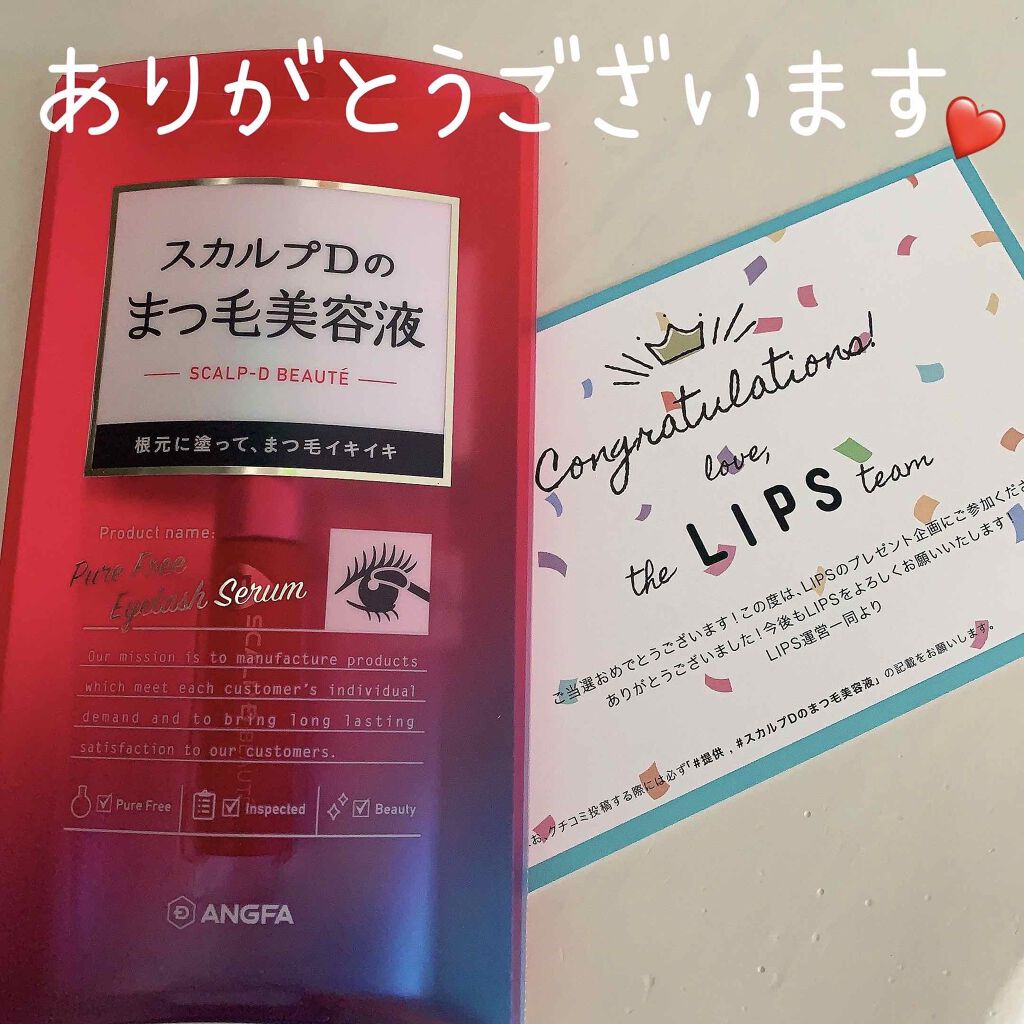 ありがとうございます
スカルプDの
まつ毛美容液
SCALP-D BEAUTÉ
根元に塗って、まつ毛イキイキ
Product name:
Pure Free
Eyelash Serum
Our mission is to manufacture products
which meet each customer's individual
demand and to bring long lasting
satisfaction to our customers.
Pure Free
Inspected
Beauty
ANGFA
Congratulations!
love,
the LIPS team
ご当選おめでとうございます!この度は、LIPSのプレゼント企画にご参加くださ
ありがとうございました!今後もLIPSをよろしくお願いいたします!
LIPS運営一同より
お、クチコミ投稿する際には必ず「#提供 , #スカルプDのまつ毛美容液」の記載をお願いします。